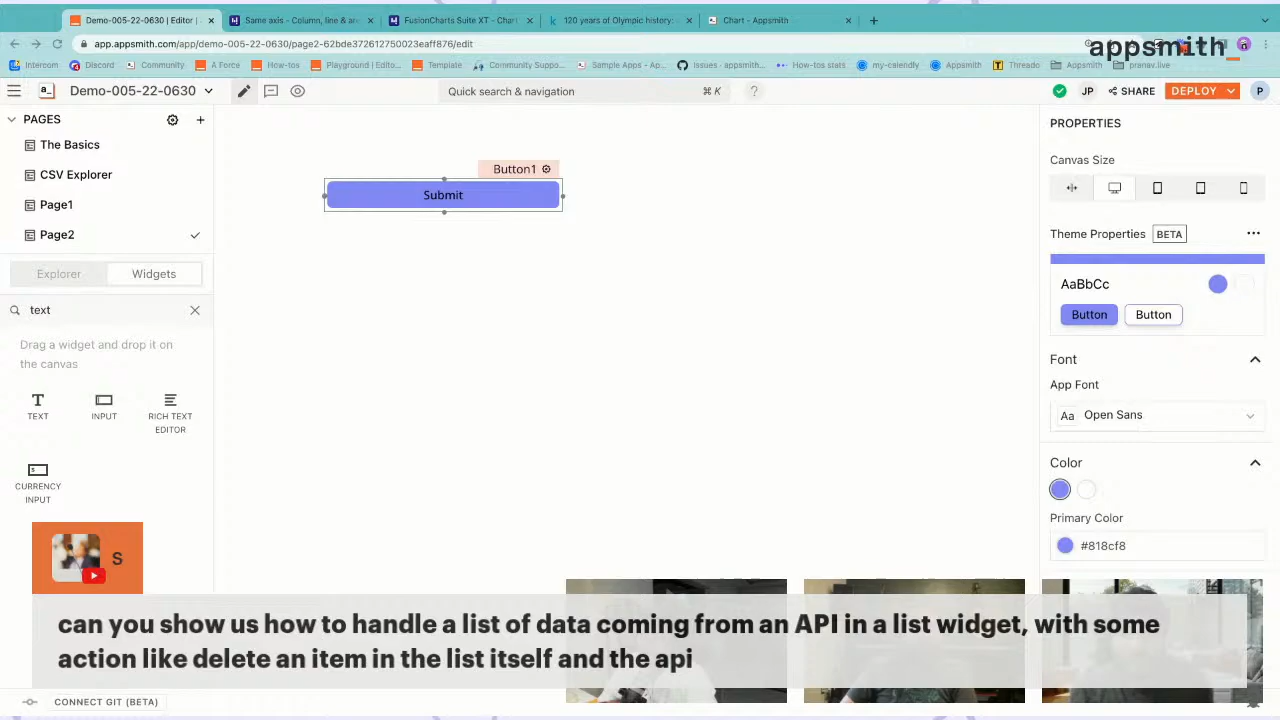 Demo-005-22-0630 | Editor |
Same axis - Column, line & ar
FusionCharts Suite XT - Chart
120 years of Olympic history:
Chart - Appsmith
app.appsmith.com/app/demo-005-22-0630/page2-62bde372612750023eaff876/edit
appsmith
Intercom
Discord
Community
A Force
How-tos
Playground | Edito...
Template
Community Suppo...
Sample Apps - Ap...
Issues · appsmith...
How-tos stats
my-calendly
Appsmith
Threado
Appsmith
pranav.live
a_
Demo-005-22-0630
Quick search & navigation
⌘ K
?
JP
SHARE
DEPLOY
P
PAGES
The Basics
CSV Explorer
Page1
Page2
Explorer
Widgets
text
Drag a widget and drop it on
the canvas
TEXT
INPUT
RICH TEXT
EDITOR
CURRENCY
INPUT
Button1
Submit
PROPERTIES
Canvas Size
Theme Properties
BETA
AaBbCc
Button
Button
Font
App Font
Aa
Open Sans
Color
Primary Color
#818cf8
S
can you show us how to handle a list of data coming from an API in a list widget, with some
action like delete an item in the list itself and the api
CONNECT GIT (BETA)